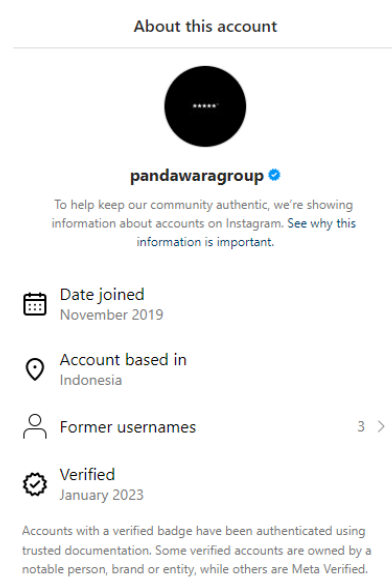 About this account
*****
pandawaragroup
To help keep our community authentic, we're showing
information about accounts on Instagram. See why this
information is important.
Date joined
November 2019
Account based in
Indonesia
Former usernames
3
Verified
January 2023
Accounts with a verified badge have been authenticated using
trusted documentation. Some verified accounts are owned by a
notable person, brand or entity, while others are Meta Verified.